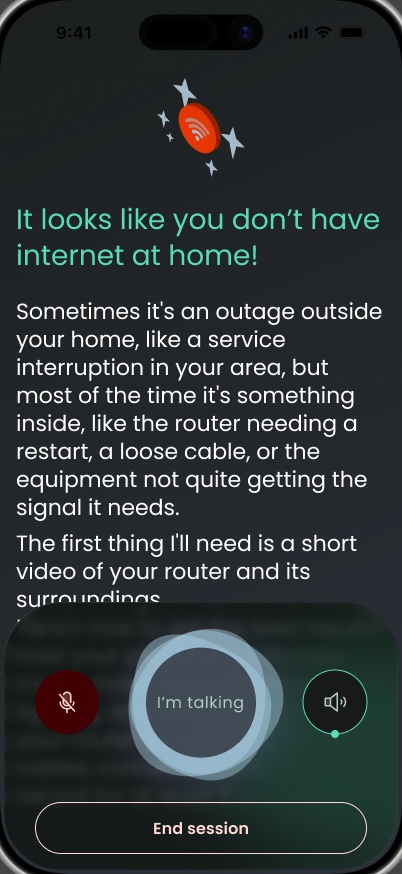 9:41
It looks like you don’t have
internet at home!
Sometimes it's an outage outside
your home, like a service
interruption in your area, but
most of the time it's something
inside, like the router needing a
restart, a loose cable, or the
equipment not quite getting the
signal it needs.
The first thing I'll need is a short
video of your router and its
surroundings
I’m talking
End session